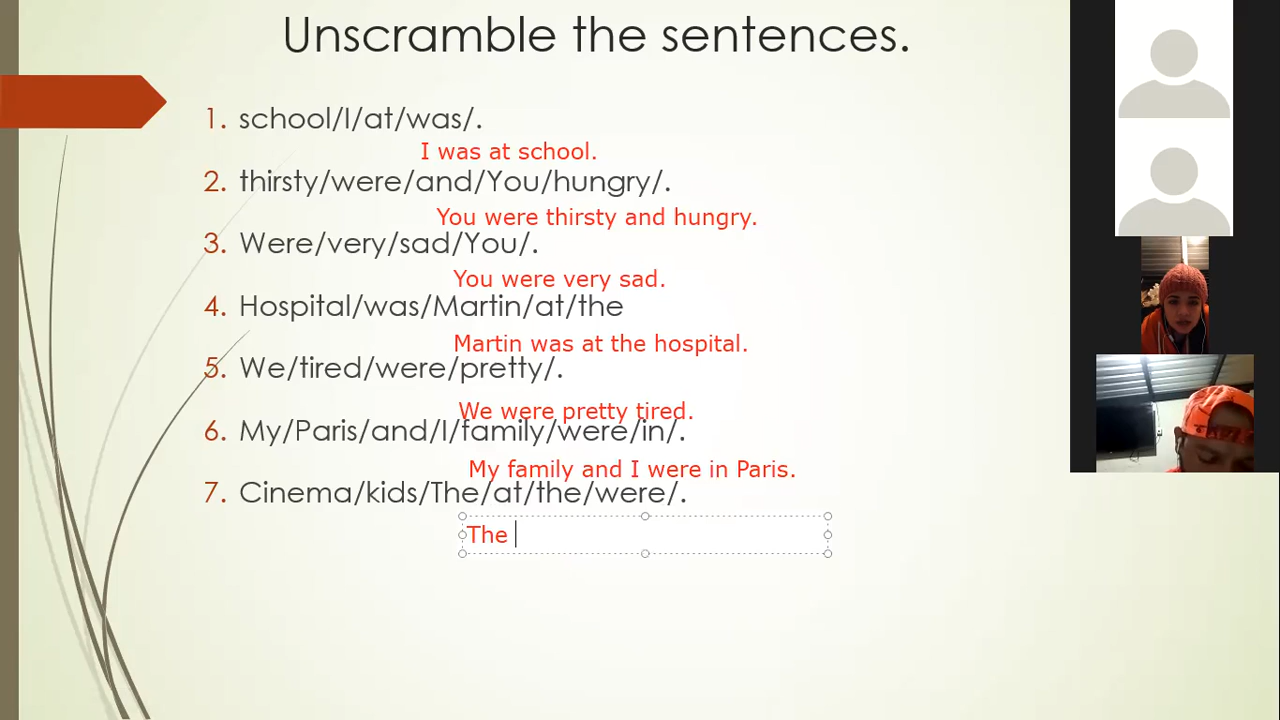 Unscramble the sentences.
1. school/I/at/was/.
I was at school.
2. thirsty/were/and/You/hungry/.
You were thirsty and hungry.
3. Were/very/sad/You/.
You were very sad.
4. Hospital/was/Martin/at/the
Martin was at the hospital.
5. We/tired/were/pretty/.
We were pretty tired.
6. My/Paris/and/I/family/were/in/.
My family and I were in Paris.
7. Cinema/kids/The/at/the/were/.
The